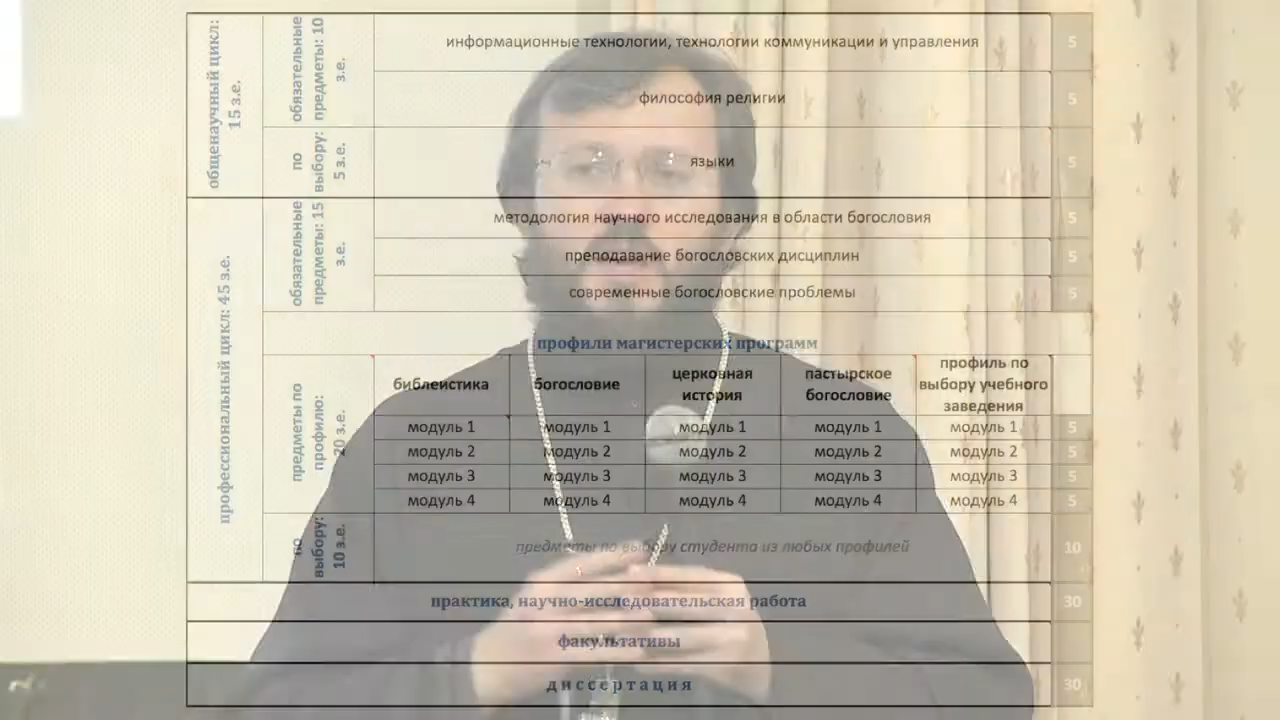 общенаучный цикл:
15 з.е.
обязательные
предметы: 10
з.е.
информационные технологии, технологии коммуникации и управления
5
философия религии
5
по
выбору:
5 з.е.
языки
5
профессиональный цикл: 45 з.е.
обязательные
предметы: 15
з.е.
методология научного исследования в области богословия
5
преподавание богословских дисциплин
5
современные богословские проблемы
5
профили магистерских программ
предметы по
профилю:
20 з.е.
библеистика
богословие
церковная
история
пастырское
богословие
профиль по
выбору учебного
заведения
модуль 1 модуль 1 модуль 1 модуль 1 модуль 1 5
модуль 2 модуль 2 модуль 2 модуль 2 модуль 2 5
модуль 3 модуль 3 модуль 3 модуль 3 модуль 3 5
модуль 4 модуль 4 модуль 4 модуль 4 модуль 4 5
по
выбору:
10 з.е.
предметы по выбору студента из любых профилей
10
практика, научно-исследовательская работа
30
факультативы
диссертация
30